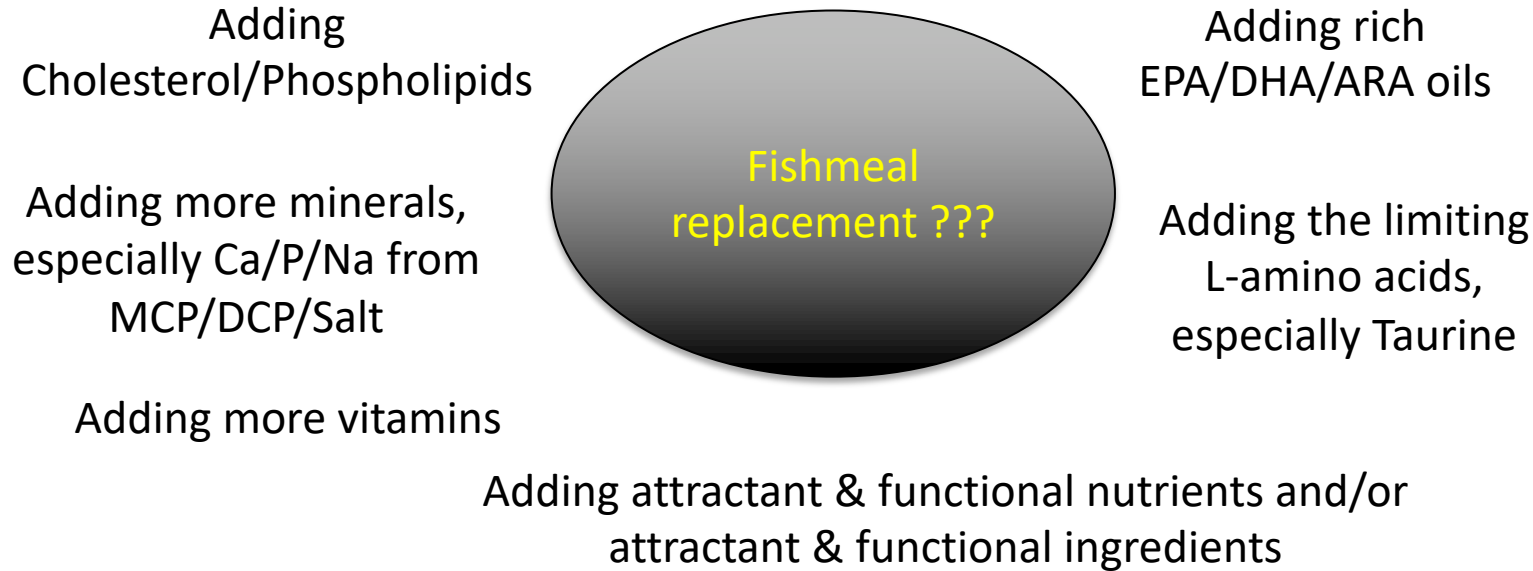 Adding
Cholesterol/Phospholipids
Adding rich
EPA/DHA/ARA oils
Fishmeal
replacement ???
Adding more minerals,
especially Ca/P/Na from
MCP/DCP/Salt
Adding the limiting
L-amino acids,
especially Taurine
Adding more vitamins
Adding attractant & functional nutrients and/or
attractant & functional ingredients